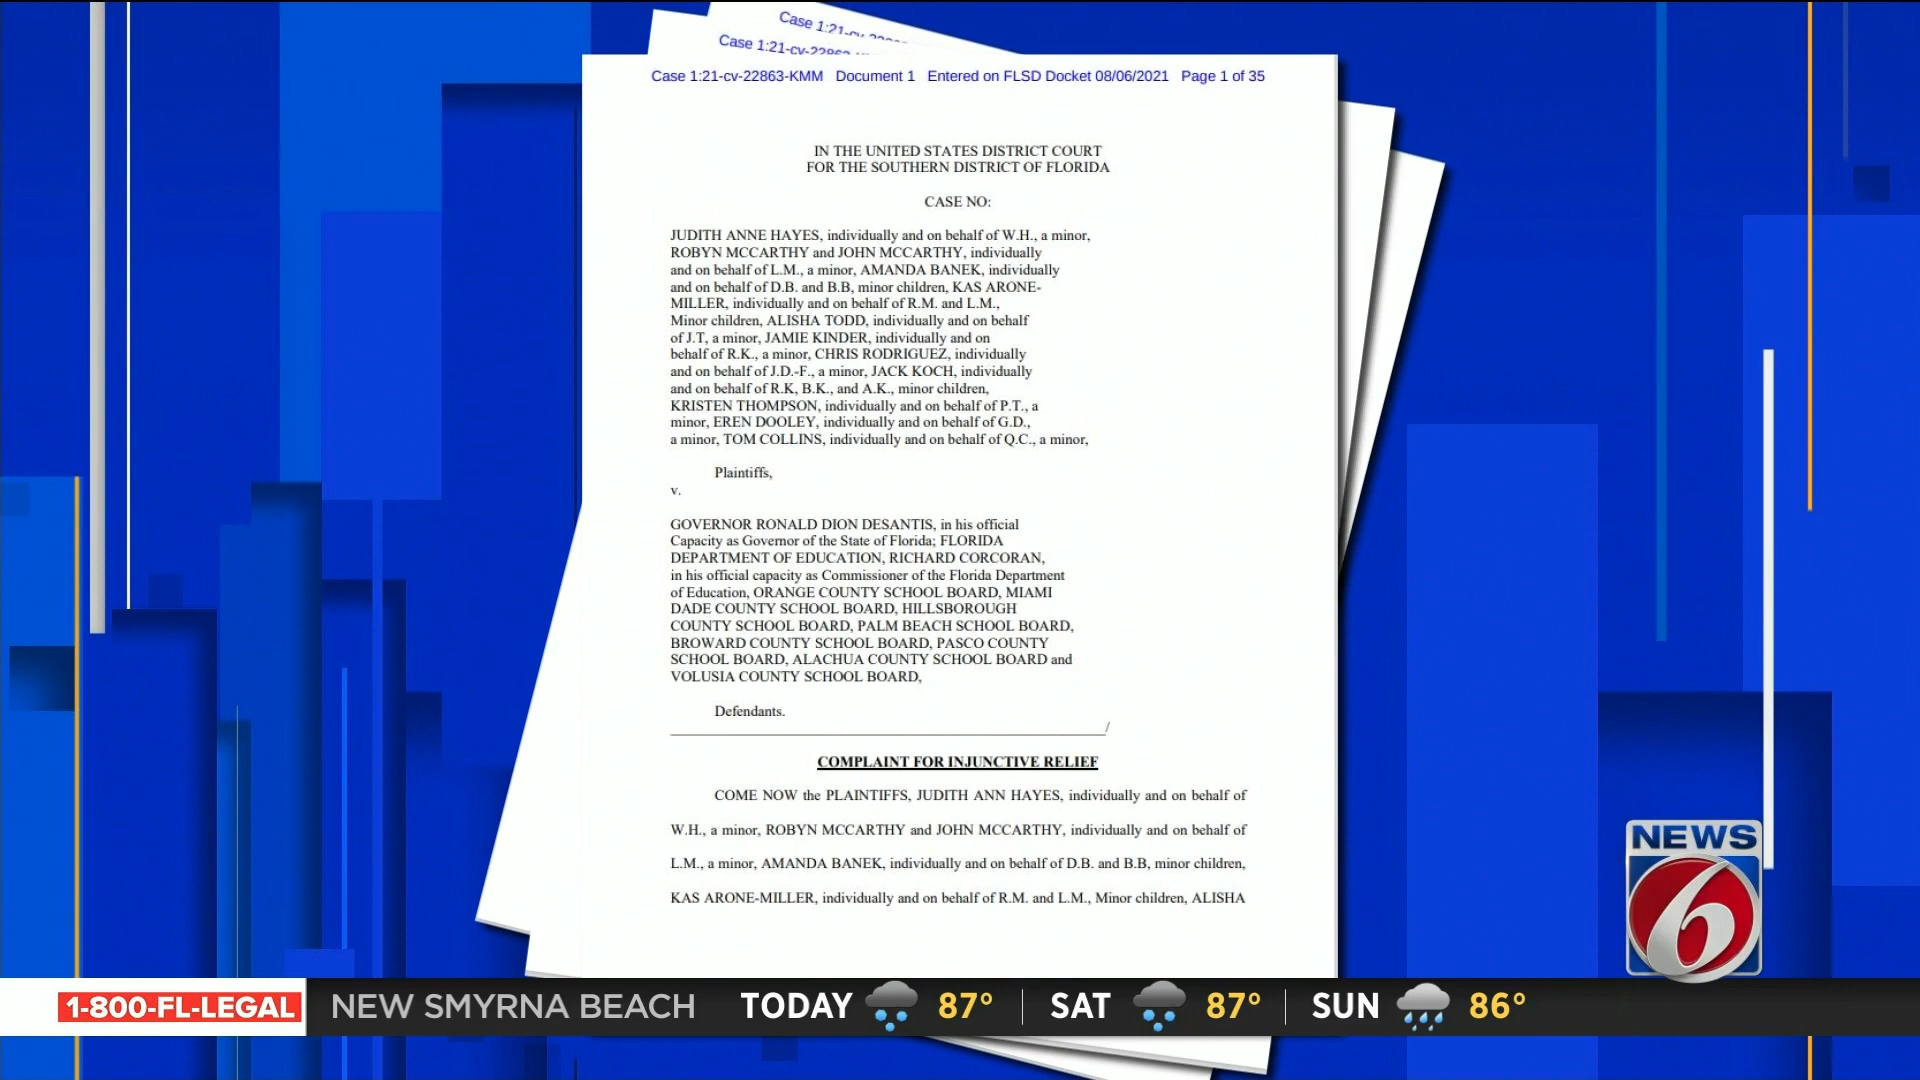 Case 1:21-cv-
Case 1:21-cv-22863-
Case 1:21-cv-22863-KMM Document 1 Entered on FLSD Docket 08/06/2021 Page 1 of 35
IN THE UNITED STATES DISTRICT COURT
FOR THE SOUTHERN DISTRICT OF FLORIDA
CASE NO:
JUDITH ANNE HAYES, individually and on behalf of W.H., a minor,
ROBYN MCCARTHY and JOHN MCCARTHY, individually
and on behalf of L.M., a minor, AMANDA BANEK, individually
and on behalf of D.B. and B.B, minor children, KAS ARONE-
MILLER, individually and on behalf of R.M. and L.M.,
Minor children, ALISHA TODD, individually and on behalf
of J.T, a minor, JAMIE KINDER, individually and on
behalf of R.K., a minor, CHRIS RODRIGUEZ, individually
and on behalf of J.D.-F., a minor, JACK KOCH, individually
and on behalf of R.K, B.K., and A.K., minor children,
KRISTEN THOMPSON, individually and on behalf of P.T., a
minor, EREN DOOLEY, individually and on behalf of G.D.,
a minor, TOM COLLINS, individually and on behalf of Q.C., a minor,
Plaintiffs,
v.
GOVERNOR RONALD DION DESANTIS, in his official
Capacity as Governor of the State of Florida; FLORIDA
DEPARTMENT OF EDUCATION, RICHARD CORCORAN,
in his official capacity as Commissioner of the Florida Department
of Education, ORANGE COUNTY SCHOOL BOARD, MIAMI
DADE COUNTY SCHOOL BOARD, HILLSBOROUGH
COUNTY SCHOOL BOARD, PALM BEACH SCHOOL BOARD,
BROWARD COUNTY SCHOOL BOARD, PASCO COUNTY
SCHOOL BOARD, ALACHUA COUNTY SCHOOL BOARD and
VOLUSIA COUNTY SCHOOL BOARD,
Defendants.
/
COMPLAINT FOR INJUNCTIVE RELIEF
COME NOW the PLAINTIFFS, JUDITH ANN HAYES, individually and on behalf of
W.H., a minor, ROBYN MCCARTHY and JOHN MCCARTHY, individually and on behalf of
L.M., a minor, AMANDA BANEK, individually and on behalf of D.B. and B.B, minor children,
KAS ARONE-MILLER, individually and on behalf of R.M. and L.M., Minor children, ALISHA
NEWS
6
1-800-FL-LEGAL NEW SMYRNA BEACH TODAY 87° SAT 87° SUN 86°